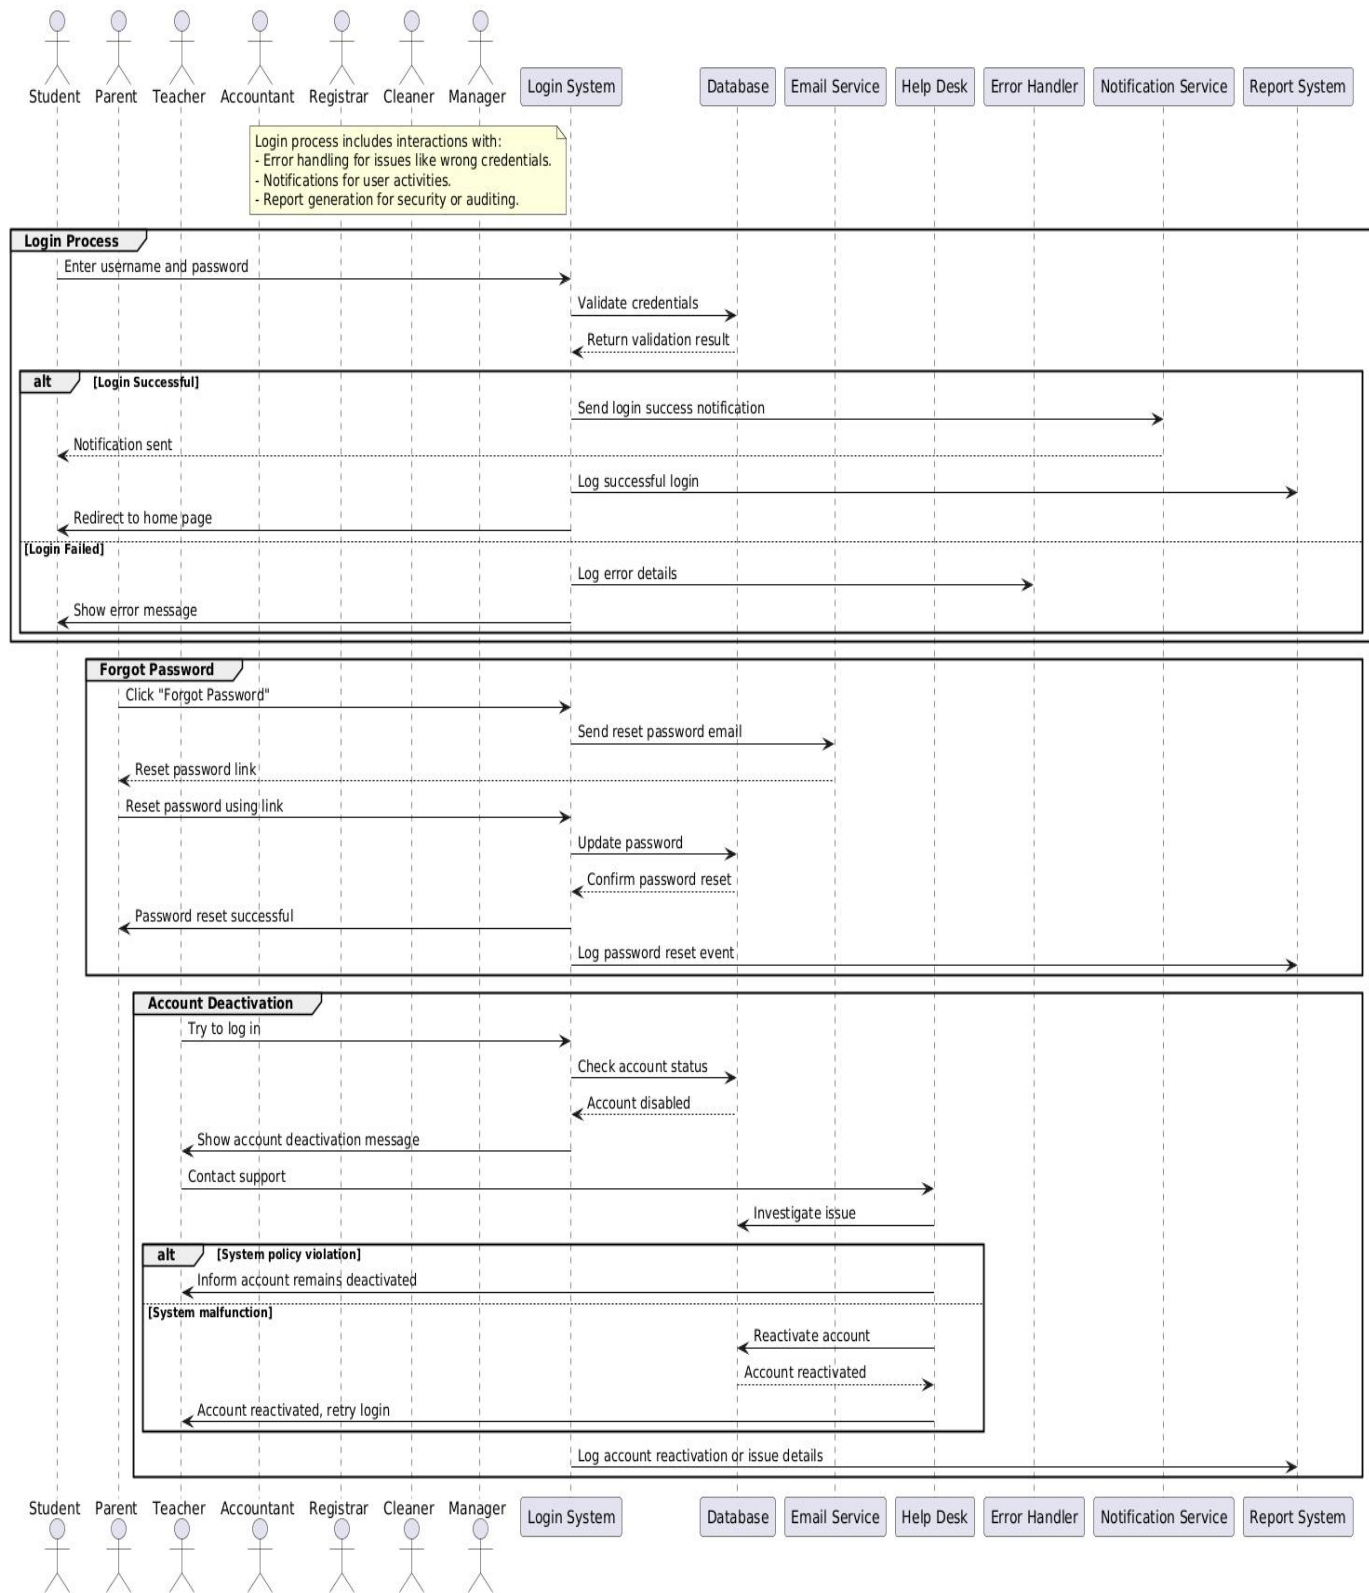 Student Parent Teacher Accountant Registrar Cleaner Manager Login System Database Email Service Help Desk Error Handler Notification Service Report System
Login process includes interactions with:
- Error handling for issues like wrong credentials.
- Notifications for user activities.
- Report generation for security or auditing.
Login Process
Enter username and password
Validate credentials
Return validation result
alt [Login Successful]
Send login success notification
Notification sent
Log successful login
Redirect to home page
[Login Failed]
Log error details
Show error message
Forgot Password
Click "Forgot Password"
Send reset password email
Reset password link
Reset password using link
Update password
Confirm password reset
Password reset successful
Log password reset event
Account Deactivation
Try to log in
Check account status
Account disabled
Show account deactivation message
Contact support
Investigate issue
alt [System policy violation]
Inform account remains deactivated
[System malfunction]
Reactivate account
Account reactivated
Account reactivated, retry login
Log account reactivation or issue details
Student Parent Teacher Accountant Registrar Cleaner Manager Login System Database Email Service Help Desk Error Handler Notification Service Report System